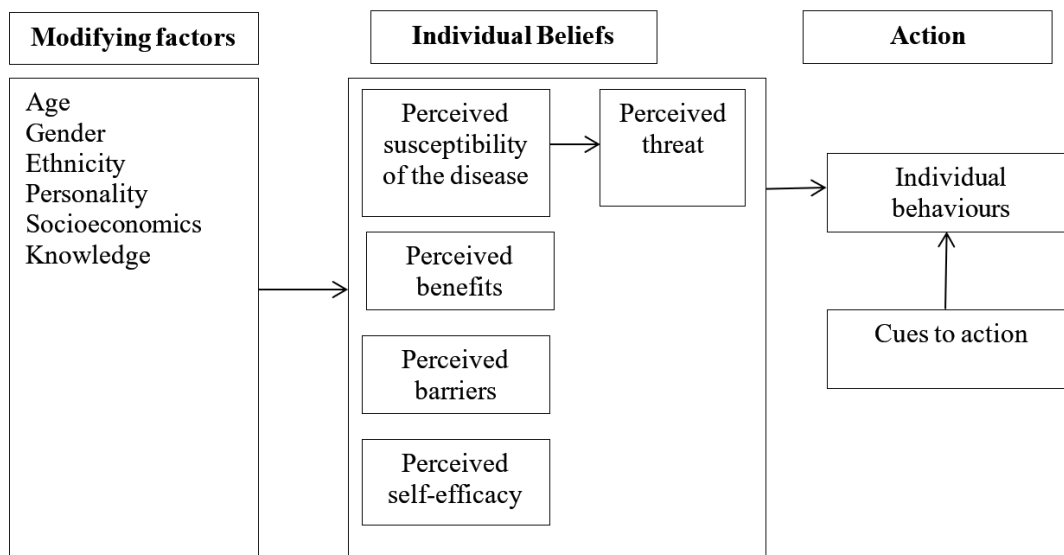 Modifying factors
Individual Beliefs
Action
Age
Gender
Ethnicity
Personality
Socioeconomics
Knowledge
Perceived
susceptibility
of the disease
Perceived
threat
Perceived
benefits
Perceived
barriers
Perceived
self-efficacy
Individual
behaviours
Cues to action